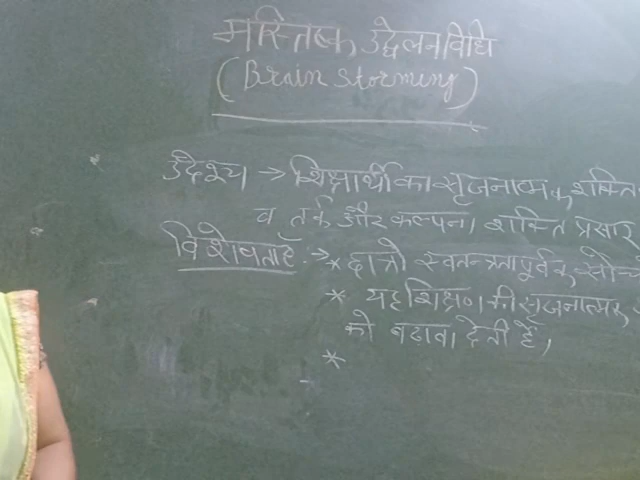 मस्तिष्क उद्वेलन विधि
(Brain Storming)
उदेश्य → शिक्षार्थी का सृजनात्मक शक्ति
व तर्क और कल्पना शक्ति प्रसार
विशेषताएँ :→ * छात्रो स्वतन्त्रतापूर्वक
* यह शिक्षण की सृजनात्मक
को बढावा देती हैं,
*